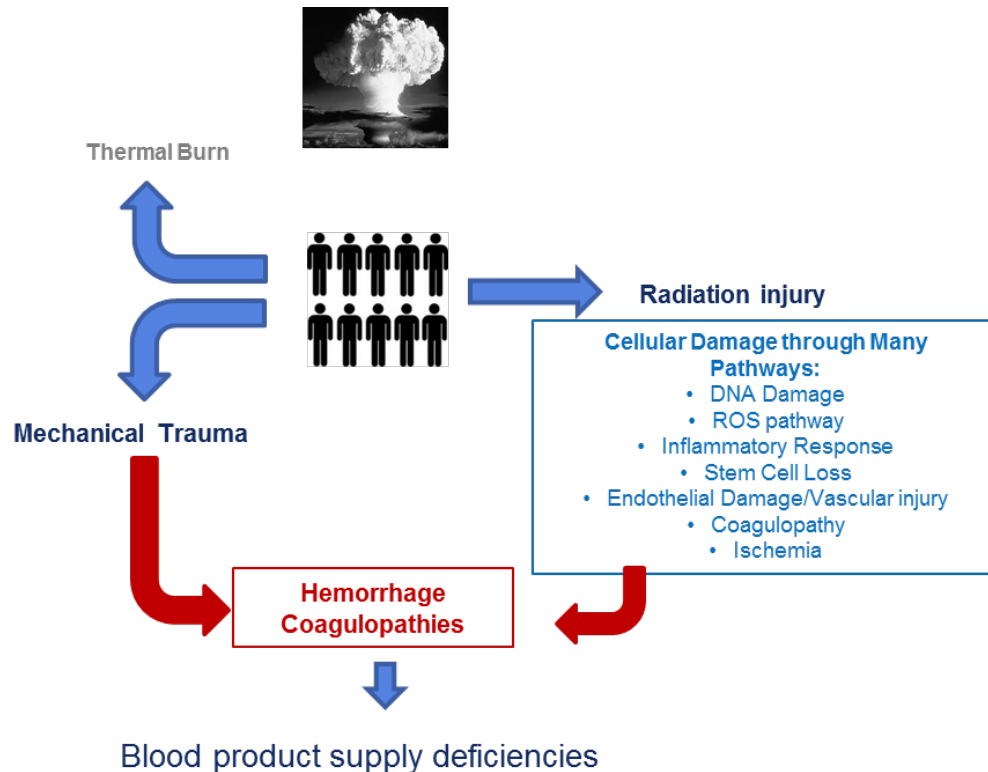 Thermal Burn
Radiation injury
Cellular Damage through Many
Pathways:
• DNA Damage
• ROS pathway
• Inflammatory Response
• Stem Cell Loss
• Endothelial Damage/Vascular injury
• Coagulopathy
• Ischemia
Mechanical Trauma
Hemorrhage
Coagulopathies
Blood product supply deficiencies